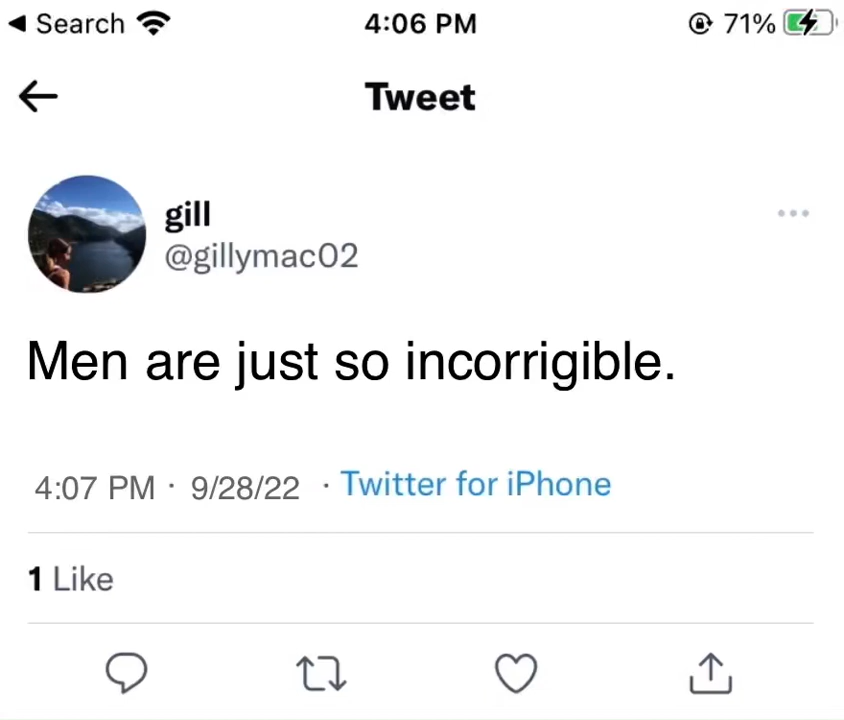 Search 4:06 PM 71%
Tweet
gill
@gillymac02
Men are just so incorrigible.
4:07 PM · 9/28/22 · Twitter for iPhone
1 Like